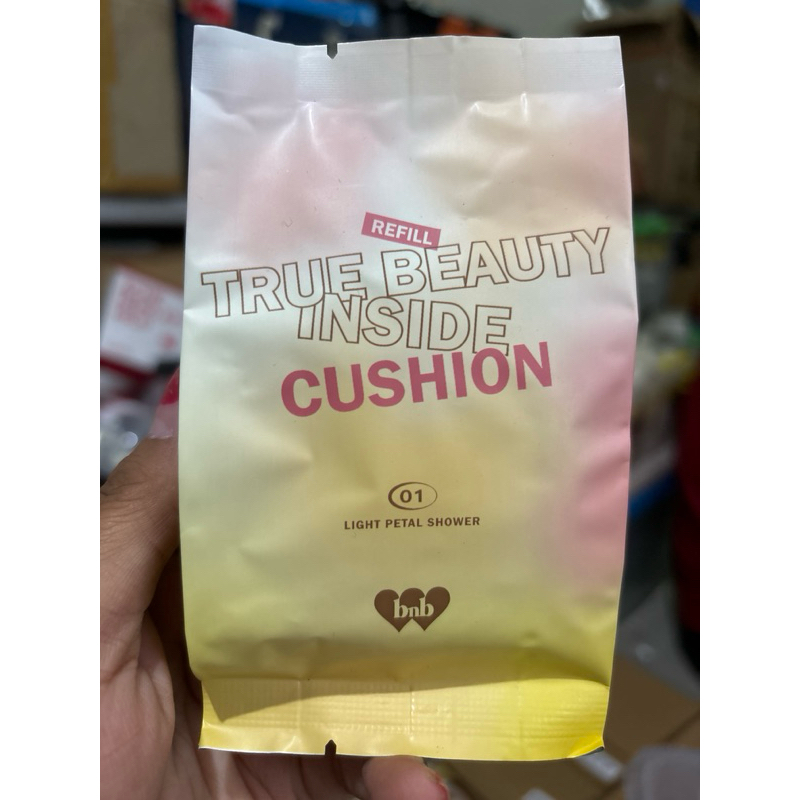 REFILL
TRUE BEAUTY
INSIDE
CUSHION
01
LIGHT PETAL SHOWER
bnb